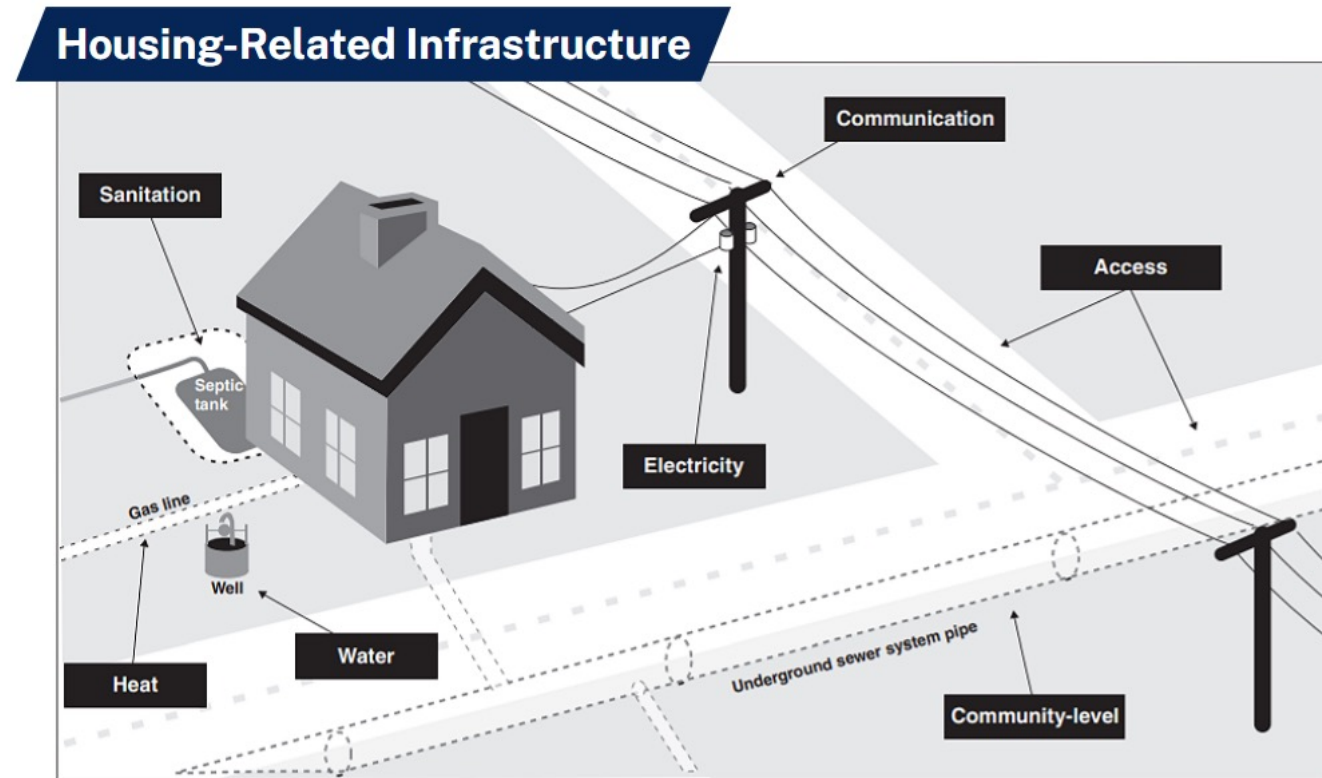 Housing-Related Infrastructure
Communication
Sanitation
Access
Septic
tank
Electricity
Gas line
Well
Water
Heat
Underground sewer system pipe
Community-level